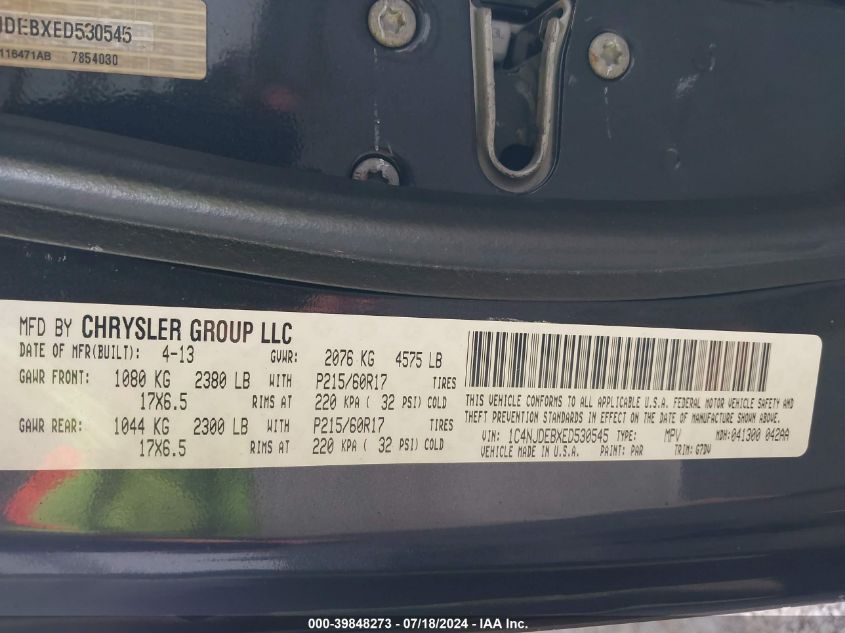 JDEBXED530545
116471AB 7854030
MFD BY CHRYSLER GROUP LLC
DATE OF MFR(BUILT): 4-13 GVWR: 2076 KG 4575 LB
GAWR FRONT: 1080 KG 2380 LB WITH P215/60R17 TIRES
17X6.5 RIMS AT 220 KPA ( 32 PSI) COLD
GAWR REAR: 1044 KG 2300 LB WITH P215/60R17 TIRES
17X6.5 RIMS AT 220 KPA ( 32 PSI) COLD
THIS VEHICLE CONFORMS TO ALL APPLICABLE U.S.A. FEDERAL MOTOR VEHICLE SAFETY AND
THEFT PREVENTION STANDARDS IN EFFECT ON THE DATE OF MANUFACTURE SHOWN ABOVE.
VIN: 1C4NJDEBXED530545 TYPE: MPV MDH: 041300 042AA
VEHICLE MADE IN U.S.A. PAINT: PAR TRIM: G7DV
000-39848273 - 07/18/2024 - IAA Inc.